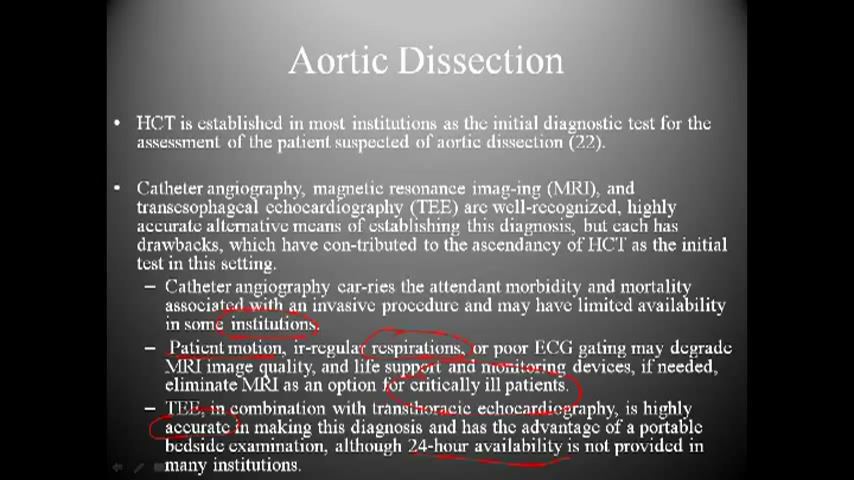 Aortic Dissection
• HCT is established in most institutions as the initial diagnostic test for the
assessment of the patient suspected of aortic dissection (22).
• Catheter angiography, magnetic resonance imag-ing (MRI), and
transesophageal echocardiography (TEE) are well-recognized, highly
accurate alternative means of establishing this diagnosis, but each has
drawbacks, which have con-tributed to the ascendancy of HCT as the initial
test in this setting.
– Catheter angiography car-ries the attendant morbidity and mortality
associated with an invasive procedure and may have limited availability
in some institutions.
– Patient motion, ir-regular respirations, or poor ECG gating may degrade
MRI image quality, and life support and monitoring devices, if needed,
eliminate MRI as an option for critically ill patients.
– TEE, in combination with transthoracic echocardiography, is highly
accurate in making this diagnosis and has the advantage of a portable
bedside examination, although 24-hour availability is not provided in
many institutions.